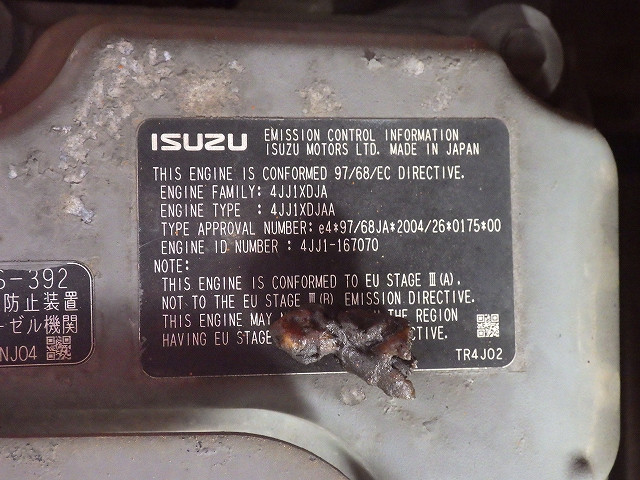 ISUZU EMISSION CONTROL INFORMATION
ISUZU MOTORS LTD. MADE IN JAPAN
THIS ENGINE IS CONFORMED 97/68/EC DIRECTIVE.
ENGINE FAMILY: 4JJ1XDJA
ENGINE TYPE : 4JJ1XDJAA
TYPE APPROVAL NUMBER: e4*97/68JA*2004/26*0175*00
ENGINE ID NUMBER : 4JJ1-167070
NOTE:
THIS ENGINE IS CONFORMED TO EU STAGE Ⅲ(A).
NOT TO THE EU STAGE Ⅲ(B) EMISSION DIRECTIVE.
THIS ENGINE MAY THE REGION
HAVING EU STAGE
TR4J02
-392
防止装置
ーゼル機関
NJ04